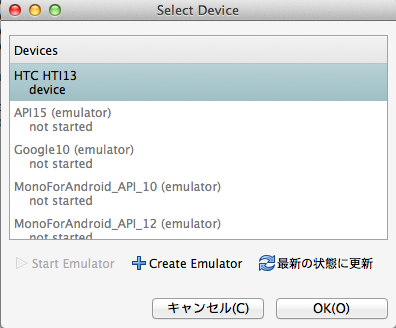 Select Device
Devices
HTC HTI13
device
API15 (emulator)
not started
Google10 (emulator)
not started
MonoForAndroid_API_10 (emulator)
not started
MonoForAndroid_API_12 (emulator)
not started
Start Emulator
Create Emulator
最新の状態に更新
キャンセル(C)
OK(O)